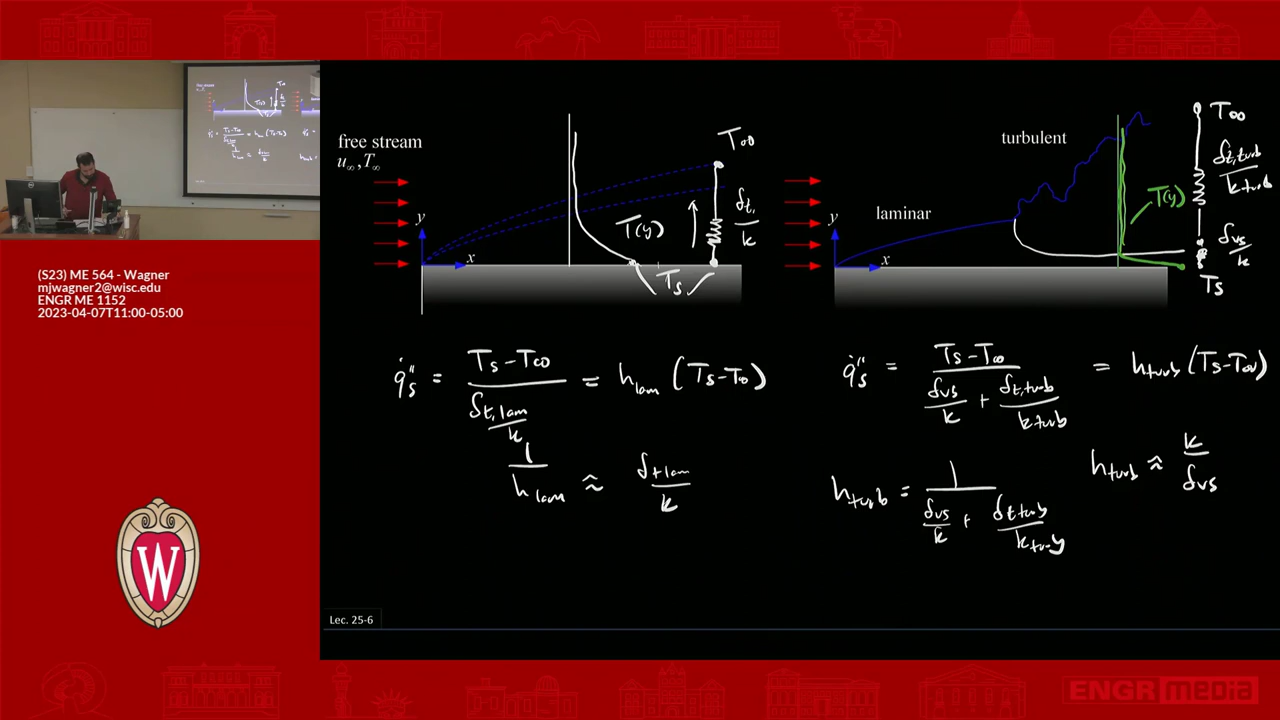 free stream
u∞, T∞
y
x
T∞
T(y)
δt,
k
Ts
turbulent
laminar
y
x
T∞
δt,turb
kturb
T(y)
δvs
k
Ts
q̇s″ = Ts-T∞ / (δt,lam/k) = hlam (Ts-T∞)
1/hlam ≈ δt lam/k
q̇s″ = Ts-T∞ / (δvs/k + δt,turb/kturb) = hturb (Ts-T∞)
hturb = 1 / (δvs/k + δt turb/kturb)
hturb ≈ k/δvs
Lec. 25-6
(S23) ME 564 - Wagner
mjwagner2@wisc.edu
ENGR ME 1152
2023-04-07T11:00-05:00
W
ENGR media